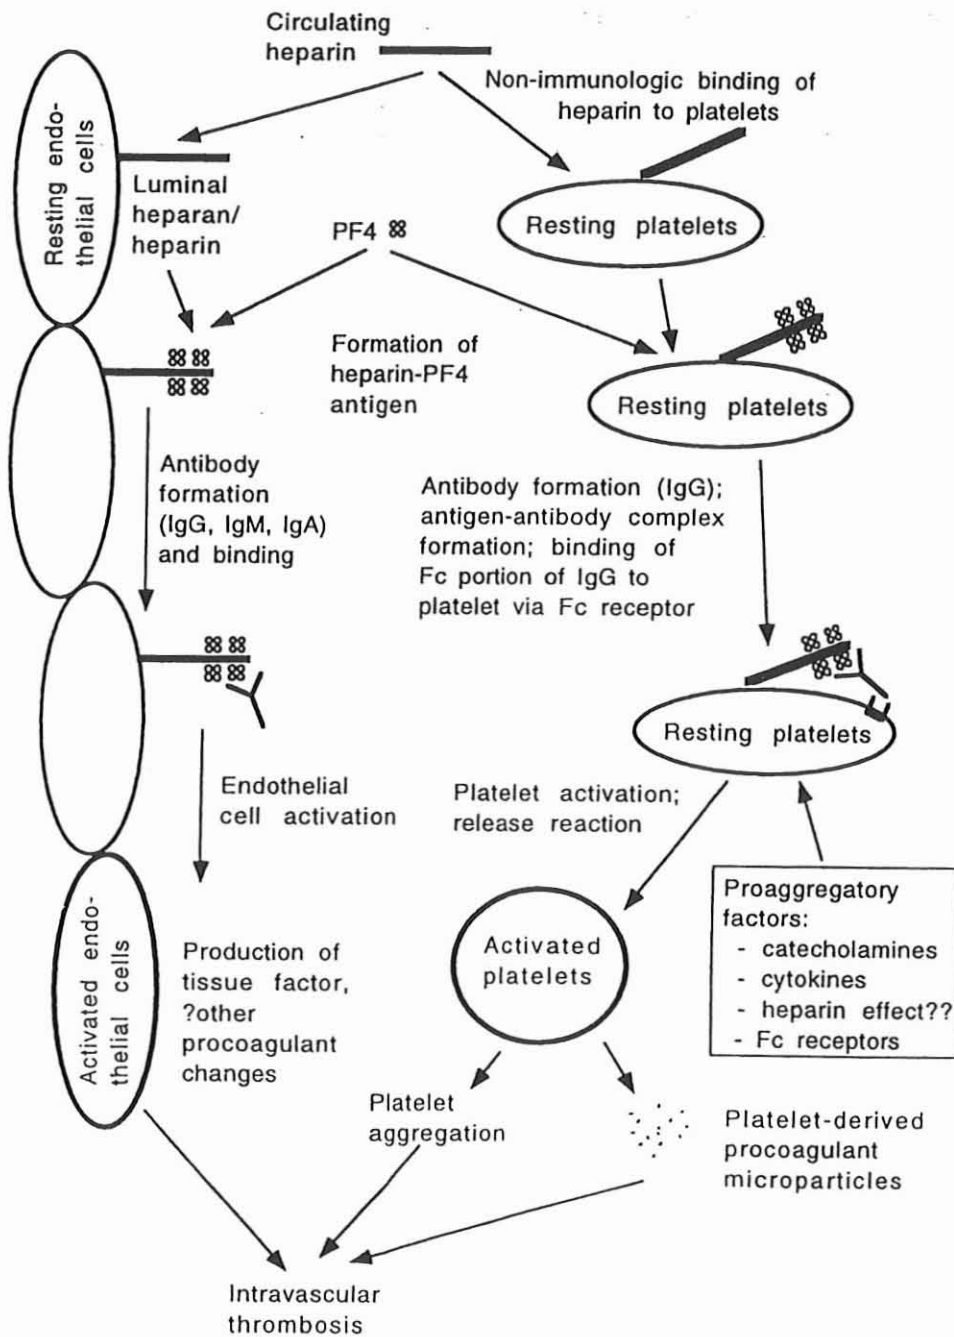 Circulating
heparin
Non-immunologic binding of
heparin to platelets
Resting endo-
thelial cells
Luminal
heparan/
heparin
Resting platelets
PF4
Formation of
heparin-PF4
antigen
Resting platelets
Antibody
formation
(IgG, IgM, IgA)
and binding
Antibody formation (IgG);
antigen-antibody complex
formation; binding of
Fc portion of IgG to
platelet via Fc receptor
Resting platelets
Endothelial
cell activation
Platelet activation;
release reaction
Proaggregatory
factors:
- catecholamines
- cytokines
- heparin effect??
- Fc receptors
Activated endo-
thelial cells
Production of
tissue factor,
?other
procoagulant
changes
Activated
platelets
Platelet
aggregation
Platelet-derived
procoagulant
microparticles
Intravascular
thrombosis